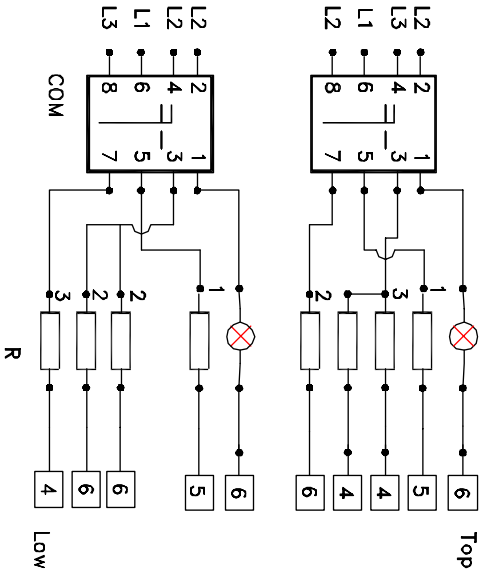 Top
6
L2 2 1 1 5
L3 4 3 3 4
L1 6 5 4
L2 8 7 2 6
6
L2 2 1 1 5
L2 4 3
L1 6 5 2 6
2 6
L3 8 7 3 4
COM
Low
R